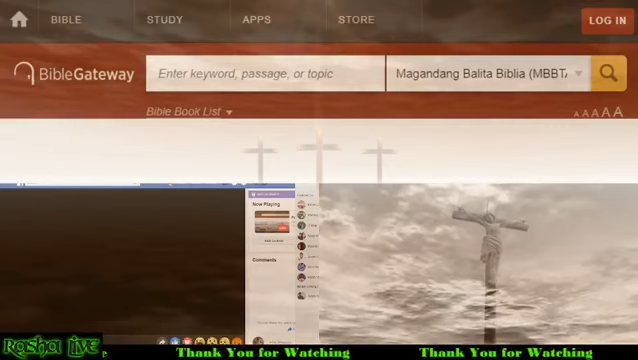 BIBLE STUDY APPS STORE LOG IN
BibleGateway Enter keyword, passage, or topic Magandang Balita Biblia (MBBT
Bible Book List AAAAA
Now Playing
Comments
Rasha Live
Thank You for Watching Thank You for Watching